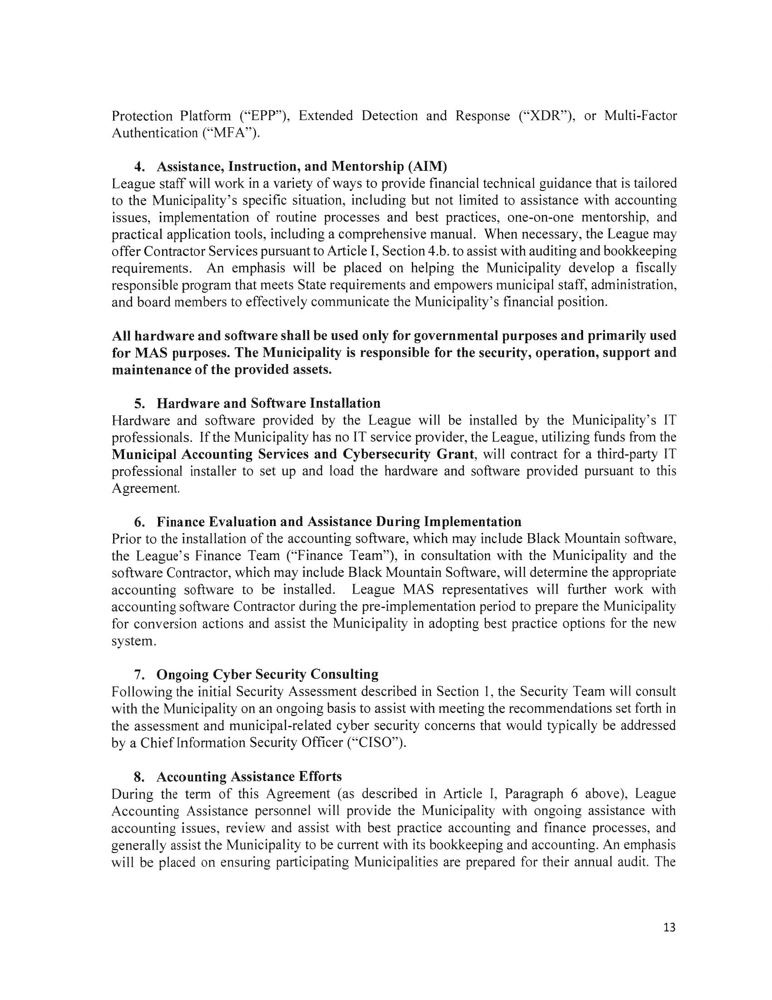 Protection Platform (“EPP”), Extended Detection and Response (“XDR”), or Multi-Factor
Authentication (“MFA”).
4. Assistance, Instruction, and Mentorship (AIM)
League staff will work in a variety of ways to provide financial technical guidance that is tailored
to the Municipality’s specific situation, including but not limited to assistance with accounting
issues, implementation of routine processes and best practices, one-on-one mentorship, and
practical application tools, including a comprehensive manual. When necessary, the League may
offer Contractor Services pursuant to Article I, Section 4.b. to assist with auditing and bookkeeping
requirements. An emphasis will be placed on helping the Municipality develop a fiscally
responsible program that meets State requirements and empowers municipal staff, administration,
and board members to effectively communicate the Municipality’s financial position.
All hardware and software shall be used only for governmental purposes and primarily used
for MAS purposes. The Municipality is responsible for the security, operation, support and
maintenance of the provided assets.
5. Hardware and Software Installation
Hardware and software provided by the League will be installed by the Municipality’s IT
professionals. If the Municipality has no IT service provider, the League, utilizing funds from the
Municipal Accounting Services and Cybersecurity Grant, will contract for a third-party IT
professional installer to set up and load the hardware and software provided pursuant to this
Agreement.
6. Finance Evaluation and Assistance During Implementation
Prior to the installation of the accounting software, which may include Black Mountain software,
the League’s Finance Team (“Finance Team”), in consultation with the Municipality and the
software Contractor, which may include Black Mountain Software, will determine the appropriate
accounting software to be installed. League MAS representatives will further work with
accounting software Contractor during the pre-implementation period to prepare the Municipality
for conversion actions and assist the Municipality in adopting best practice options for the new
system.
7. Ongoing Cyber Security Consulting
Following the initial Security Assessment described in Section 1, the Security Team will consult
with the Municipality on an ongoing basis to assist with meeting the recommendations set forth in
the assessment and municipal-related cyber security concerns that would typically be addressed
by a Chief Information Security Officer (“CISO”).
8. Accounting Assistance Efforts
During the term of this Agreement (as described in Article I, Paragraph 6 above), League
Accounting Assistance personnel will provide the Municipality with ongoing assistance with
accounting issues, review and assist with best practice accounting and finance processes, and
generally assist the Municipality to be current with its bookkeeping and accounting. An emphasis
will be placed on ensuring participating Municipalities are prepared for their annual audit. The
13